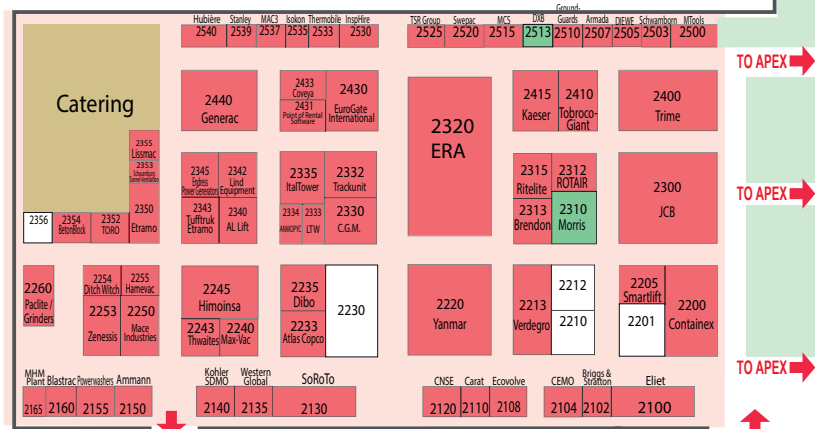 Ground-
Hubière Stanley MAC3 Isokon Thermobile InspHire TSR Group Swepac MCS DXB Guards Armada DIEWE Schwamborn MTools
2540 2539 2537 2535 2533 2530 2525 2520 2515 2513 2510 2507 2505 2503 2500
TO APEX
Catering
2440
Generac
2433
Coveya
2431
Point of Rental
Software
2430
EuroGate
International
2320
ERA
2415
Kaeser
2410
Tobroco-
Giant
2400
Trime
2355
Lissmac
2353
Schauenburg
Tunnel-Ventilation
2350
Etramo
2356
2354
BetonBlock
2352
TORO
2345
Endress
Power Generators
2342
Lind
Equipment
2343
Tufftruk
Etramo
2340
AL Lift
2335
ItalTower
2332
Trackunit
2334
ANMOPYC
2333
LTW
2330
C.G.M.
2315
Ritelite
2312
ROTAIR
2313
Brendon
2310
Morris
2300
JCB
TO APEX
2260
Paclite /
Grinders
2254
Ditch Witch
2255
Hamevac
2253
Zenessis
2250
Mace
Industries
2245
Himoinsa
2243
Thwaites
2240
Max-Vac
2235
Dibo
2233
Atlas Copco
2230
2220
Yanmar
2213
Verdegro
2212
2210
2205
Smartlift
2201
2200
Containex
TO APEX
MHM
Plant Blastrac Powerwashers Ammann
2165 2160 2155 2150
Kohler
SDMO
Western
Global
SoRoTo
2140 2135 2130
CNSE Carat Ecovolve
2120 2110 2108
CEMO
Briggs &
Stratton
Eliet
2104 2102 2100